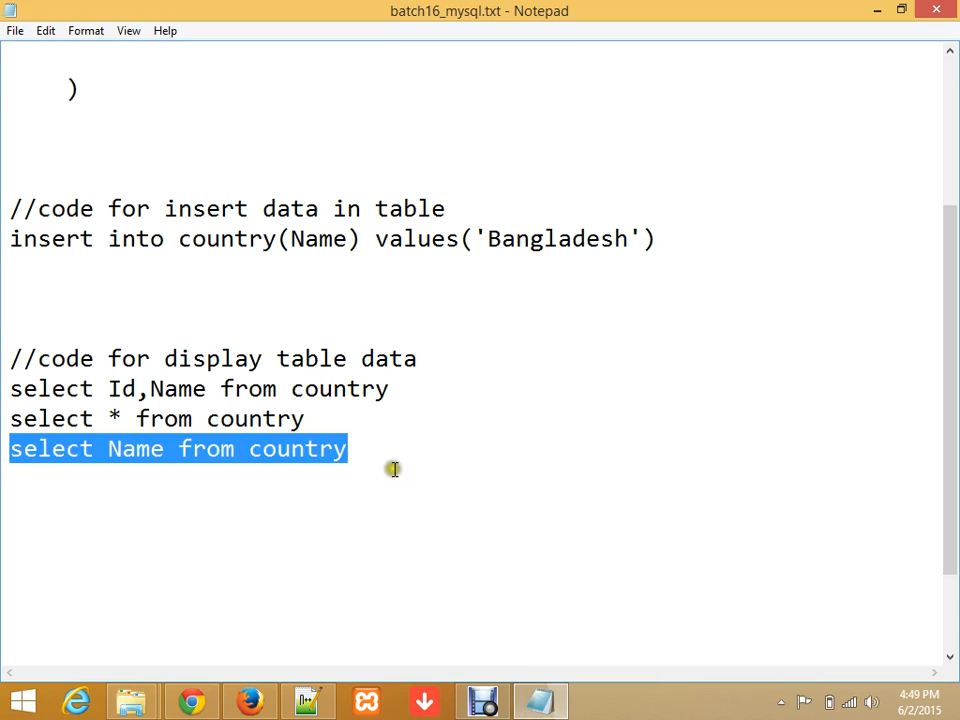 batch16_mysql.txt - Notepad
File Edit Format View Help
)
//code for insert data in table
insert into country(Name) values('Bangladesh')
//code for display table data
select Id,Name from country
select * from country
select Name from country
4:49 PM
6/2/2015